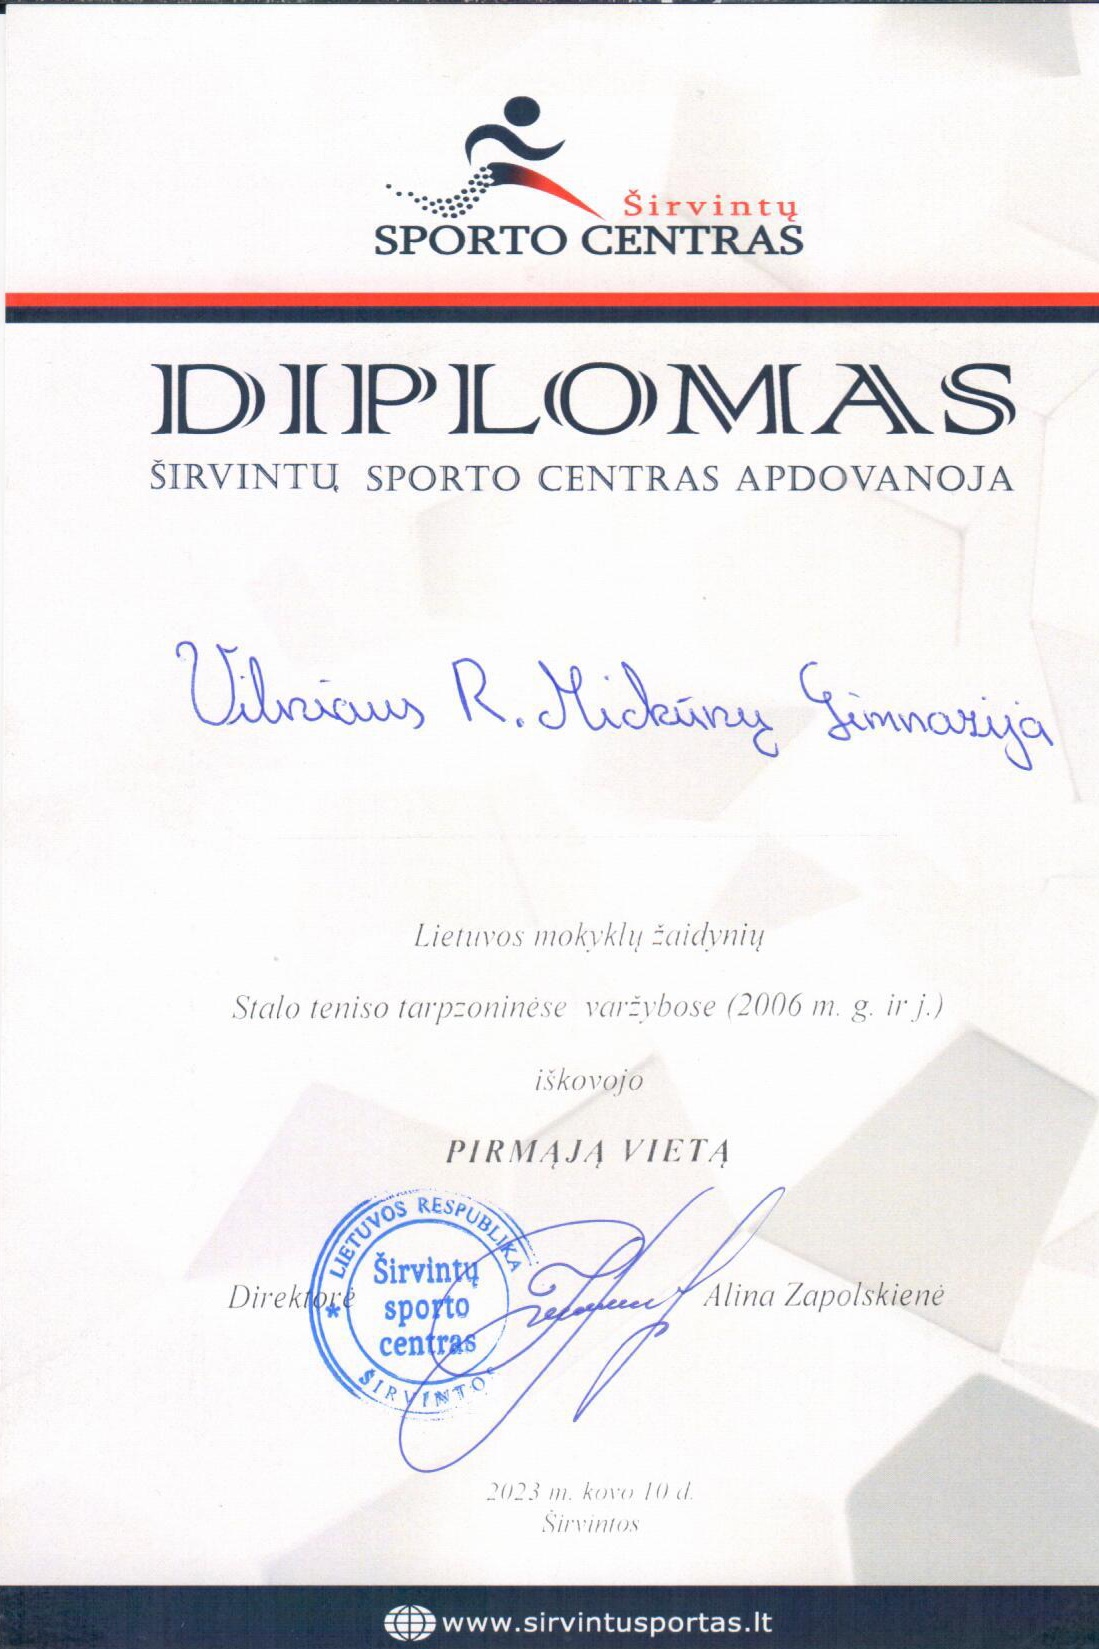 Širvintų
SPORTO CENTRAS
DIPLOMAS
ŠIRVINTŲ SPORTO CENTRAS APDOVANOJA
Vilniaus R. Mickūnų Gimnazija
Lietuvos mokyklų žaidynių
Stalo teniso tarpzoninėse varžybose (2006 m. g. ir j.)
iškovojo
PIRMĄJĄ VIETĄ
LIETUVOS RESPUBLIKA
Širvintų
sporto
centras
ŠIRVINTOS
Direktorė Alina Zapolskienė
2023 m. kovo 10 d.
Širvintos
www.sirvintusportas.lt